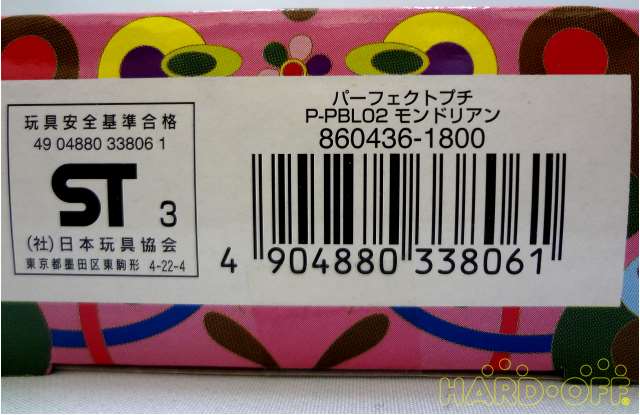 玩具安全基準合格
49 04880 33806 1
ST 3
(社)日本玩具協会
東京都墨田区東駒形 4-22-4
パーフェクトプチ
P-PBL02 モンドリアン
860436-1800
4 904880 338061
HARD・OFF